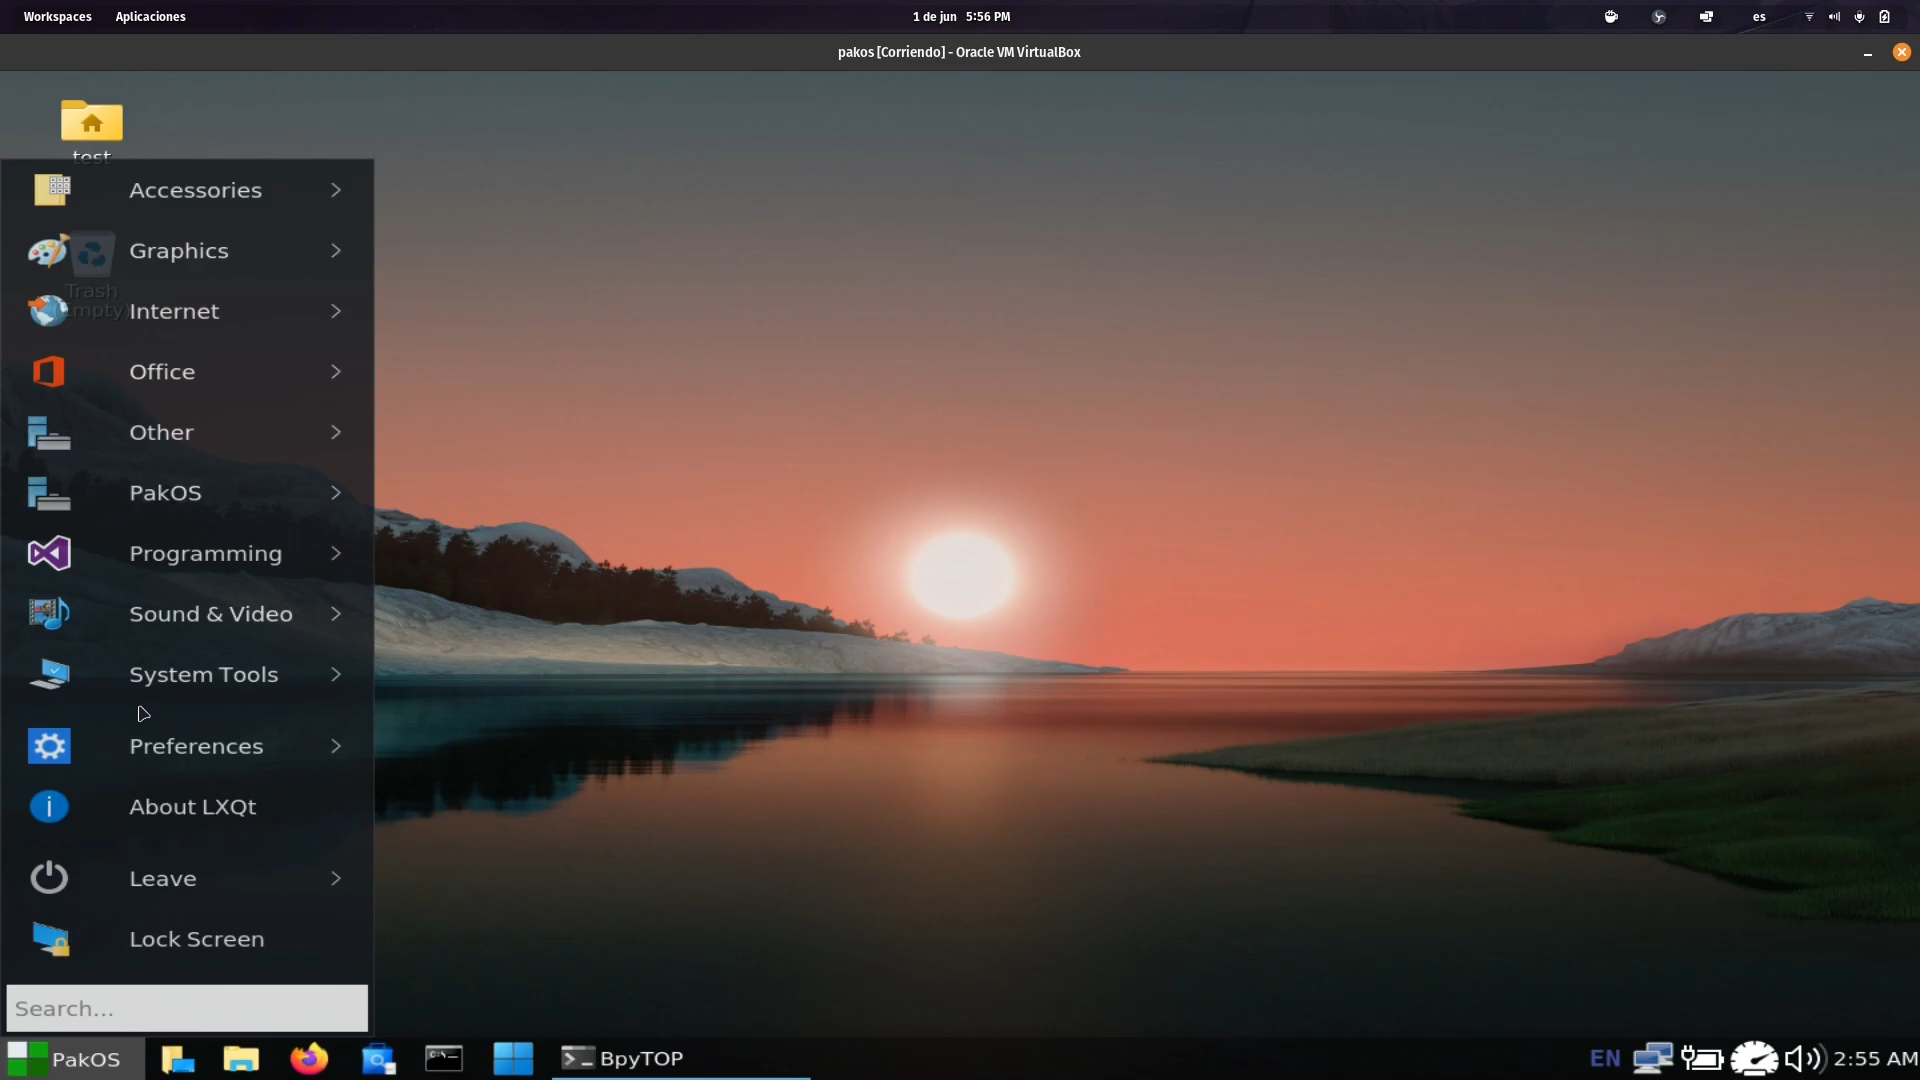 Workspaces Aplicaciones 1 de jun 5:56 PM es
pakos [Corriendo] - Oracle VM VirtualBox
test
Accessories
Graphics
Trash
Internet
Empty)
Office
Other
PakOS
Programming
Sound & Video
System Tools
Preferences
About LXQt
Leave
Lock Screen
Search...
PakOS BpyTOP EN 2:55 AM